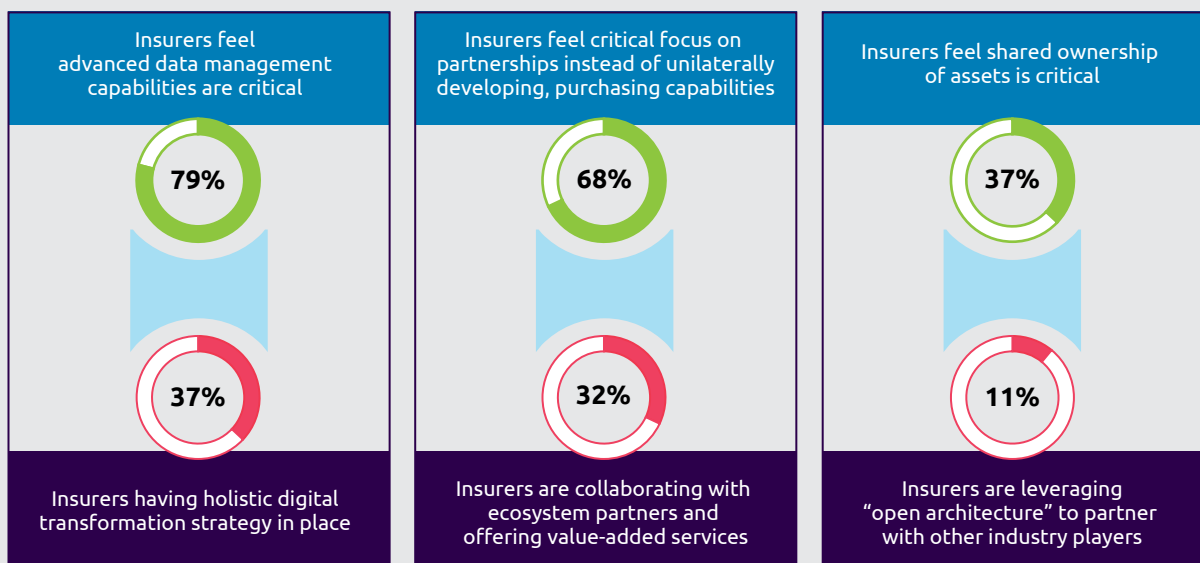 Insurers feel
advanced data management
capabilities are critical
79%
37%
Insurers having holistic digital
transformation strategy in place
Insurers feel critical focus on
partnerships instead of unilaterally
developing, purchasing capabilities
68%
32%
Insurers are collaborating with
ecosystem partners and
offering value-added services
Insurers feel shared ownership
of assets is critical
37%
11%
Insurers are leveraging
“open architecture” to partner
with other industry players